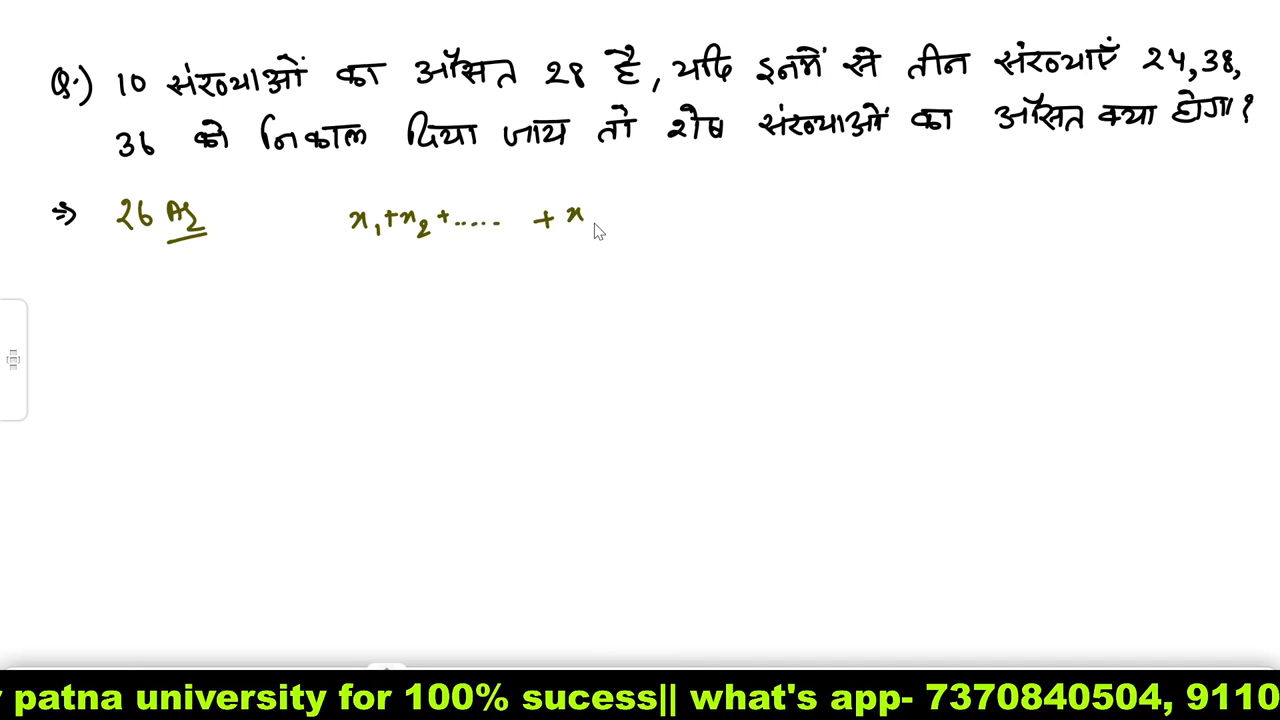 Q.) 10 संख्याओं का औसत 28 है, यदि इनमें से तीन संख्याएँ 24, 38,
36 को निकाल दिया जाय तो शेष संख्याओं का औसत क्या होगा?
⇒ 26 Ans x₁+x₂+..... + x
patna university for 100% sucess|| what's app- 7370840504, 9110